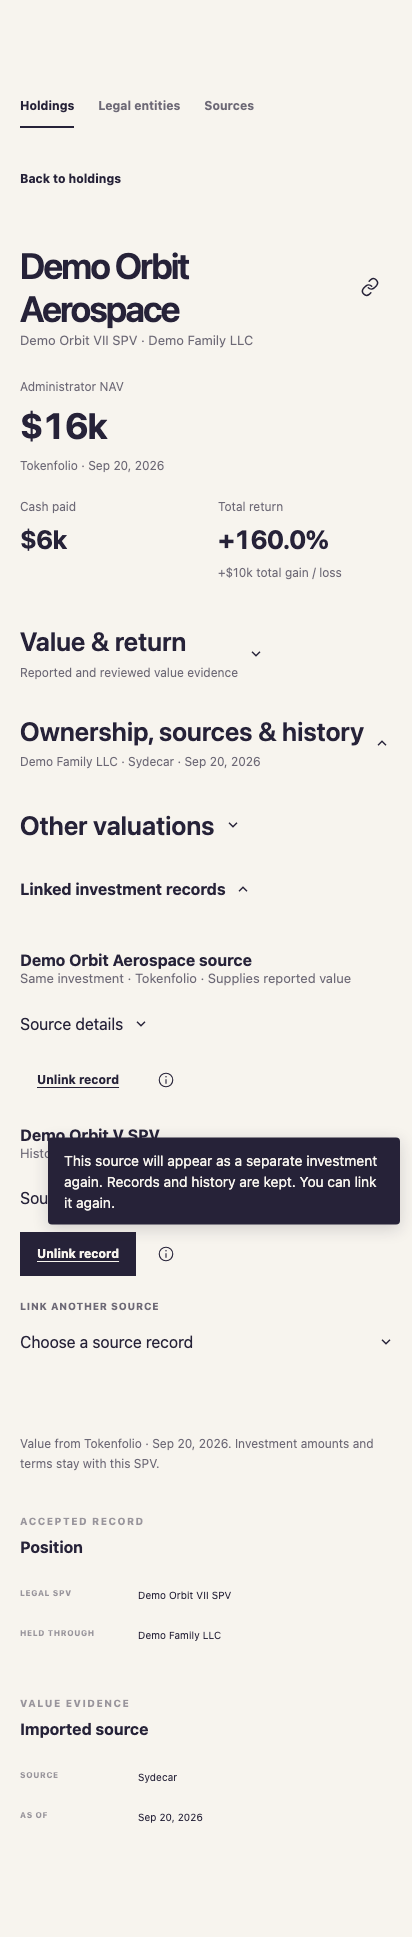 Holdings Legal entities Sources
Back to holdings
Demo Orbit
Aerospace
Demo Orbit VII SPV · Demo Family LLC
Administrator NAV
$16k
Tokenfolio · Sep 20, 2026
Cash paid Total return
$6k +160.0%
+$10k total gain / loss
Value & return
Reported and reviewed value evidence
Ownership, sources & history
Demo Family LLC · Sydecar · Sep 20, 2026
Other valuations
Linked investment records
Demo Orbit Aerospace source
Same investment · Tokenfolio · Supplies reported value
Source details
Unlink record
Demo Orbit V SPV
This source will appear as a separate investment
again. Records and history are kept. You can link
it again.
Unlink record
LINK ANOTHER SOURCE
Choose a source record
Value from Tokenfolio · Sep 20, 2026. Investment amounts and
terms stay with this SPV.
ACCEPTED RECORD
Position
LEGAL SPV Demo Orbit VII SPV
HELD THROUGH Demo Family LLC
VALUE EVIDENCE
Imported source
SOURCE Sydecar
AS OF Sep 20, 2026